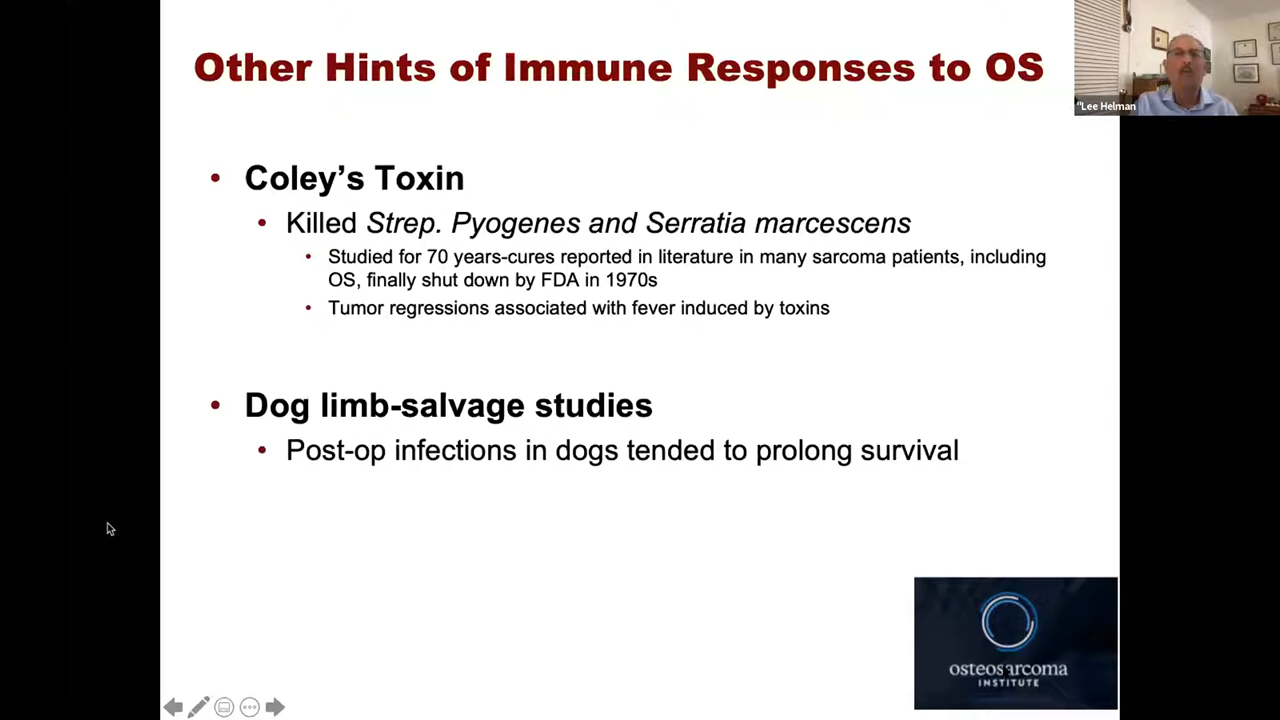 Other Hints of Immune Responses to OS
"Lee Helman
• Coley’s Toxin
• Killed Strep. Pyogenes and Serratia marcescens
• Studied for 70 years-cures reported in literature in many sarcoma patients, including
OS, finally shut down by FDA in 1970s
• Tumor regressions associated with fever induced by toxins
• Dog limb-salvage studies
• Post-op infections in dogs tended to prolong survival
osteosarcoma
INSTITUTE